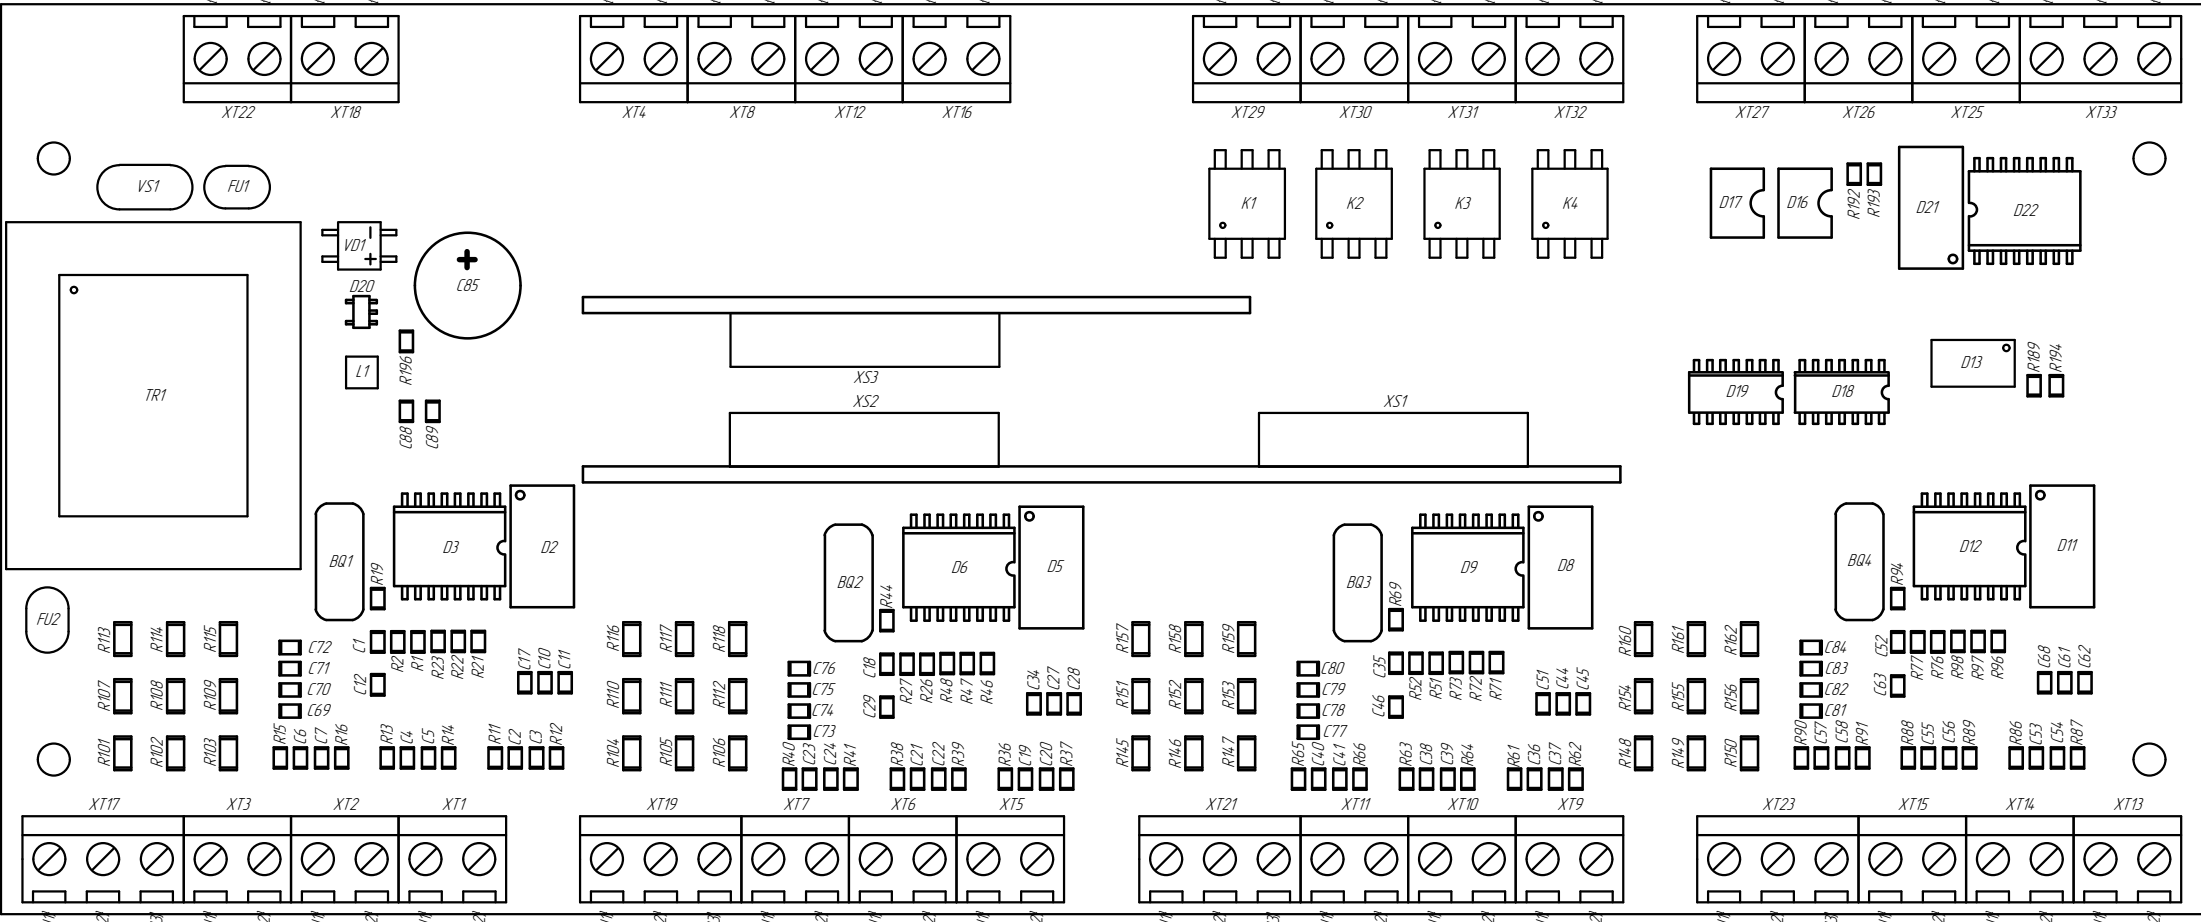 XT22 XT18 XT4 XT8 XT12 XT16 XT29 XT30 XT31 XT32 XT27 XT26 XT25 XT33
VS1 FU1 K1 K2 K3 K4 D17 D16 R192 R193 D21 D22
VD1 - +
D20 + C85
L1 R196 XS3 D13 R189 R194
TR1 XS2 XS1 D19 D18
C88 C89
BQ1 R19 D3 D2 BQ2 R44 D6 D5 BQ3 R69 D9 D8 BQ4 R94 D12 D11
FU2
R113 R114 R115 C72 C1 R2 R1 R23 R22 R21 R116 R117 R118 C76 C18 R27 R26 R48 R47 R46 R157 R158 R159 C80 C35 R52 R51 R73 R72 R71 R160 R161 R162 C84 C52 R77 R76 R98 R97 R96
C71 C17 C10 C11 C75 C34 C27 C28 C79 C51 C44 C45 C83 C68 C61 C62
R107 R108 R109 C70 C12 R110 R111 R112 C74 C29 R151 R152 R153 C78 C46 R154 R155 R156 C82 C63
C69 C73 C77 C81
R101 R102 R103 R15 C6 C7 R16 R13 C4 C5 R14 R11 C2 C3 R12 R104 R105 R106 R40 C23 C24 R41 R38 C21 C22 R39 R36 C19 C20 R37 R145 R146 R147 R65 C40 C41 R66 R63 C38 C39 R64 R61 C36 C37 R62 R148 R149 R150 R90 C57 C58 R91 R88 C55 C56 R89 R86 C53 C54 R87
XT17 XT3 XT2 XT1 XT19 XT7 XT6 XT5 XT21 XT11 XT10 XT9 XT23 XT15 XT14 XT13